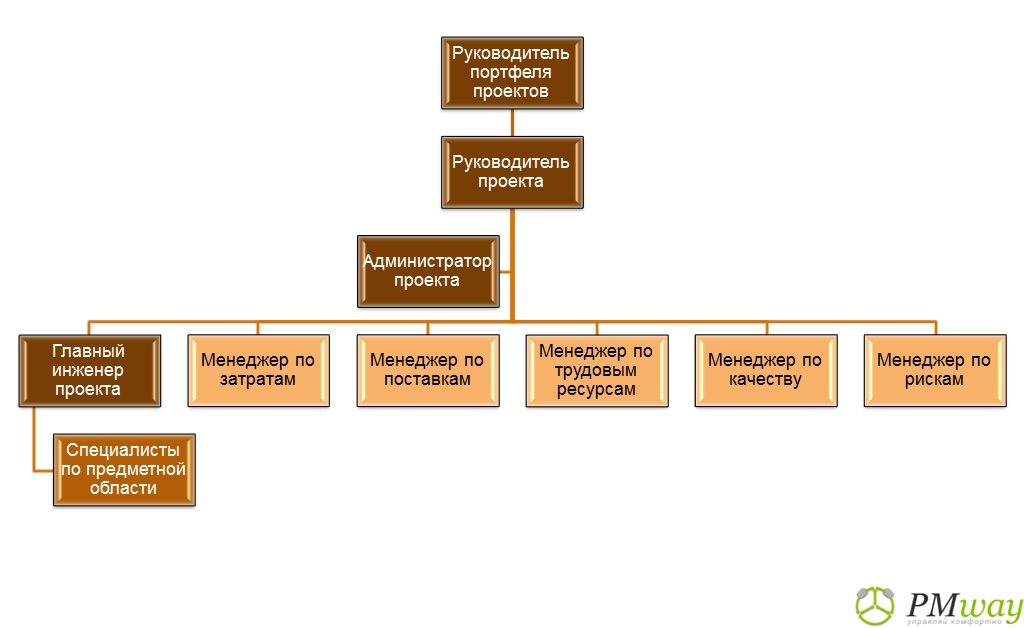 Руководитель
портфеля
проектов
Руководитель
проекта
Администратор
проекта
Главный
инженер
проекта
Менеджер по
затратам
Менеджер по
поставкам
Менеджер по
трудовым
ресурсам
Менеджер по
качеству
Менеджер по
рискам
Специалисты
по предметной
области
PMway
управляй комфортно